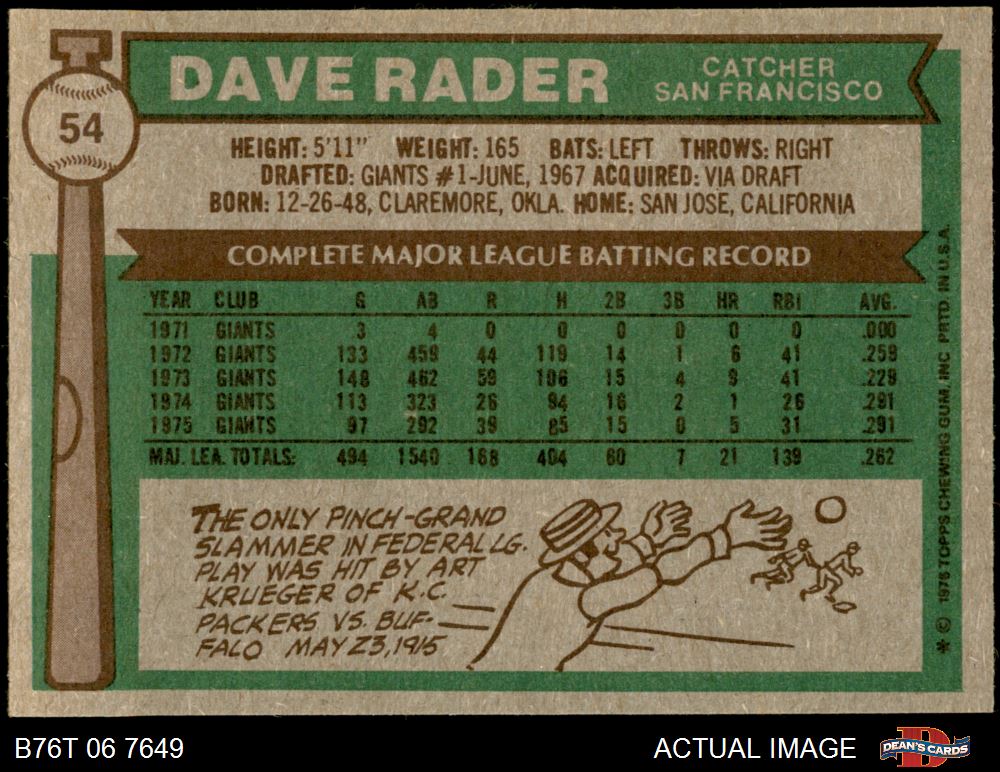 DAVE RADER
CATCHER
SAN FRANCISCO
54
HEIGHT: 5'11" WEIGHT: 165 BATS: LEFT THROWS: RIGHT
DRAFTED: GIANTS #1-JUNE, 1967 ACQUIRED: VIA DRAFT
BORN: 12-26-48, CLAREMORE, OKLA. HOME: SAN JOSE, CALIFORNIA
COMPLETE MAJOR LEAGUE BATTING RECORD
YEAR CLUB G AB R H 2B 3B HR RBI AVG.
1971 GIANTS 3 4 0 0 0 0 0 0 .000
1972 GIANTS 133 459 44 119 14 1 6 41 .259
1973 GIANTS 148 462 59 106 15 4 9 41 .229
1974 GIANTS 113 323 26 94 16 2 1 26 .291
1975 GIANTS 97 292 39 85 15 0 5 31 .291
MAJ. LEA. TOTALS: 494 1540 168 404 60 7 21 139 .262
THE ONLY PINCH-GRAND
SLAMMER IN FEDERAL LG.
PLAY WAS HIT BY ART
KRUEGER OF K.C.
PACKERS VS. BUF-
FALO MAY 23, 1915
* © 1976 TOPPS CHEWING GUM, INC. PRTD. IN U.S.A.
B76T 06 7649
ACTUAL IMAGE
DEAN'S CARDS